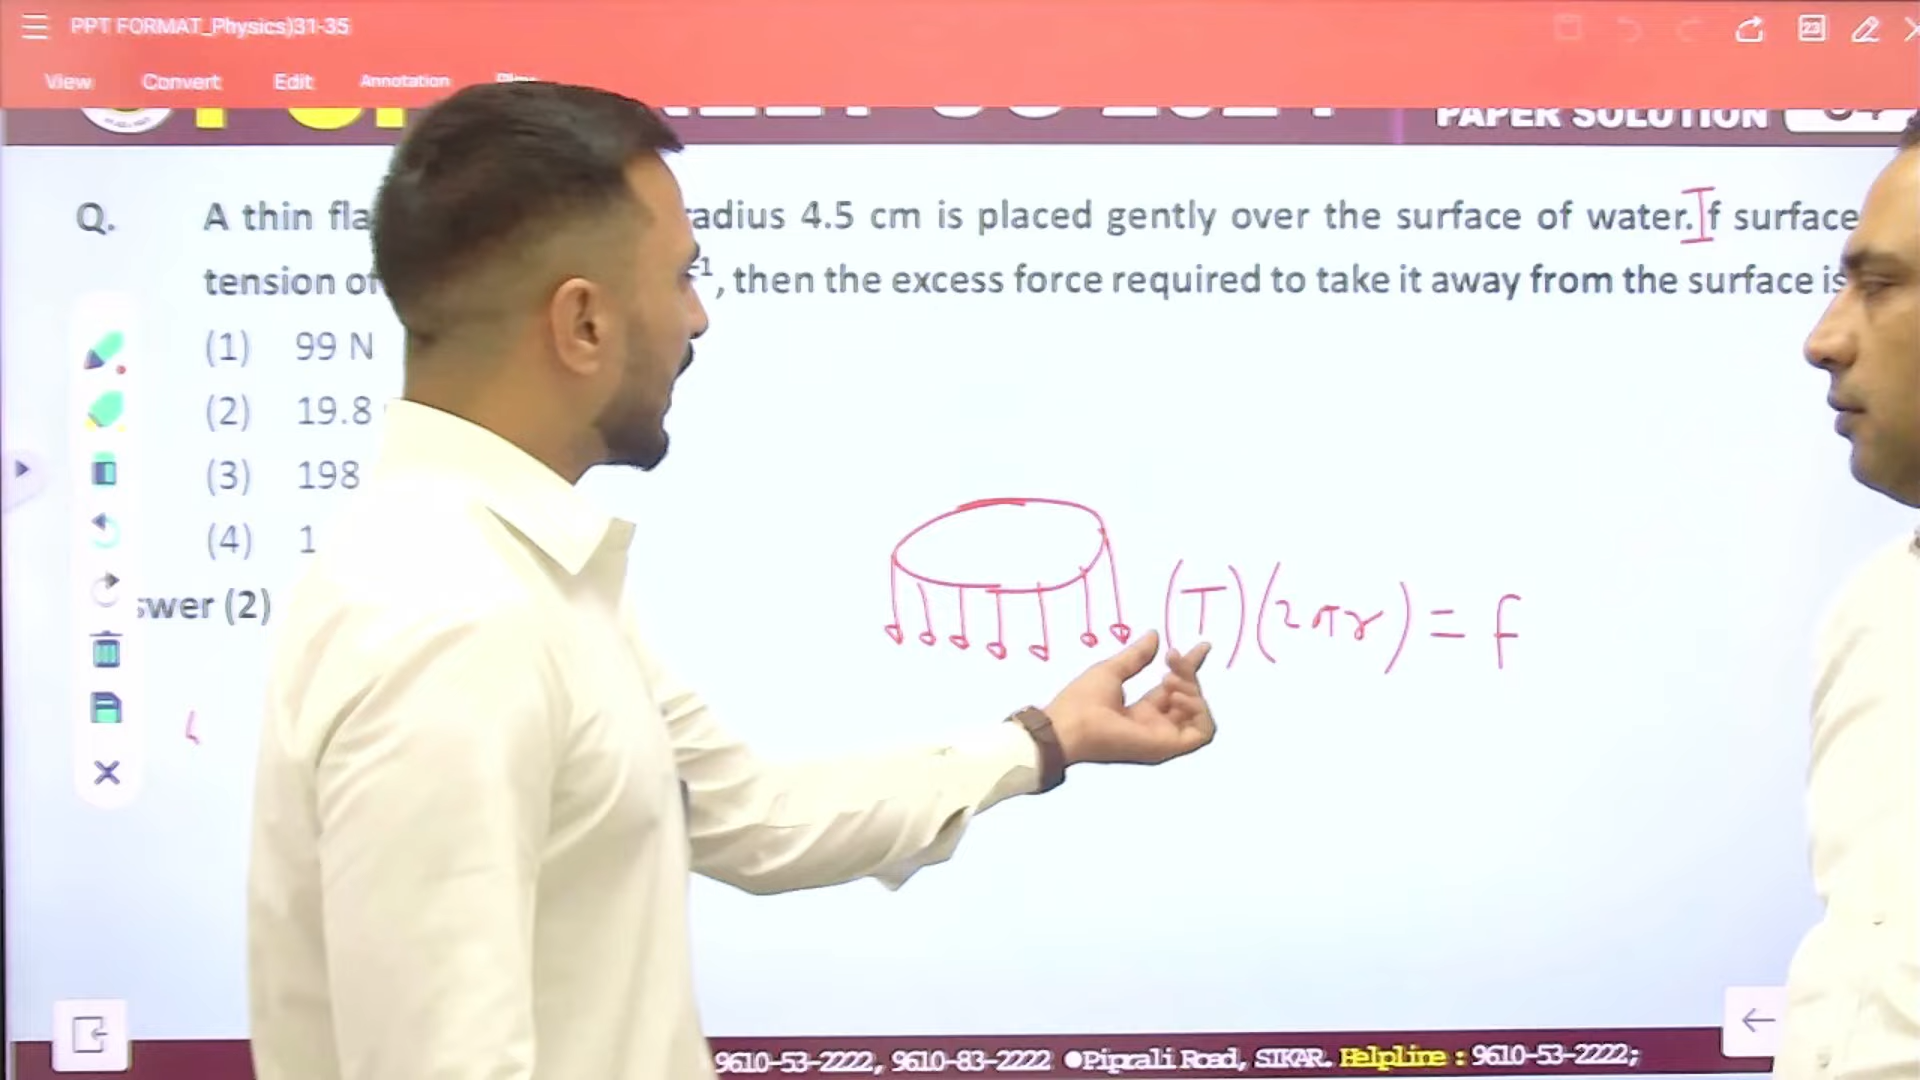 PPT FORMAT_Physics)31-35
23
View Convert Edit Annotation
PAPER SOLUTION
Q. A thin radius 4.5 cm is placed gently over the surface of water. If surface
tension of -1, then the excess force required to take it away from the surface is
(1) 99 N
(2) 19.8
(3) 198
(4) 1
swer (2)
(T)(2πr) = f
9610-53-2222, 9610-83-2222 ●Piprali Road, SIKAR. Helpline : 9610-53-2222;